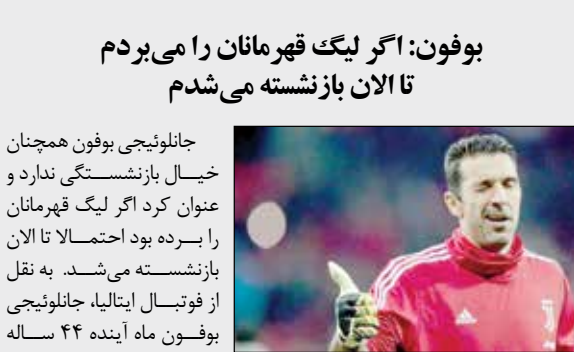 بوفون: اگر لیگ قهرمانان را می‌بردم
تا الان بازنشسته می‌شدم
جانلوئیجی بوفون همچنان
خیال بازنشستگی ندارد و
عنوان کرد اگر لیگ قهرمانان
را برده بود احتمالا تا الان
بازنشسته می‌شد. به نقل
از فوتبال ایتالیا، جانلوئیجی
بوفون ماه آینده ۴۴ ساله